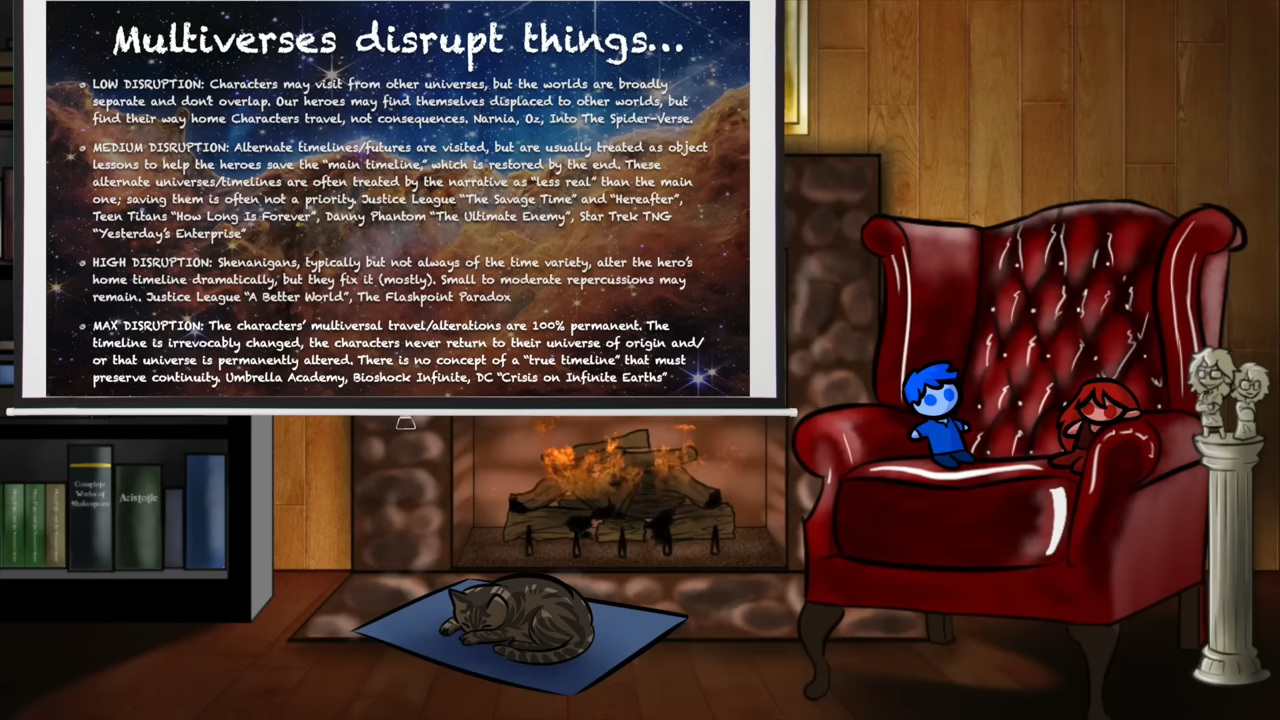 Multiverses disrupt things...
LOW DISRUPTION: Characters may visit from other universes, but the worlds are broadly
separate and don't overlap. Our heroes may find themselves displaced to other worlds, but
find their way home Characters travel, not consequences. Narnia, Oz, Into The Spider-Verse.
MEDIUM DISRUPTION: Alternate timelines/futures are visited, but are usually treated as object
lessons to help the heroes save the "main timeline," which is restored by the end. These
alternate universes/timelines are often treated by the narrative as "less real" than the main
one; saving them is often not a priority. Justice League "The Savage Time" and "Hereafter",
Teen Titans "How Long Is Forever", Danny Phantom "The Ultimate Enemy", Star Trek TNG
"Yesterday's Enterprise"
HIGH DISRUPTION: Shenanigans, typically but not always of the time variety, alter the hero's
home timeline dramatically, but they fix it (mostly). Small to moderate repercussions may
remain. Justice League "A Better World", The Flashpoint Paradox
MAX DISRUPTION: The characters' multiversal travel/alterations are 100% permanent. The
timeline is irrevocably changed, the characters never return to their universe of origin and/
or that universe is permanently altered. There is no concept of a "true timeline" that must
preserve continuity. Umbrella Academy, Bioshock Infinite, DC "Crisis on Infinite Earths"
Complete
Works of
Shakespeare
Aristotle